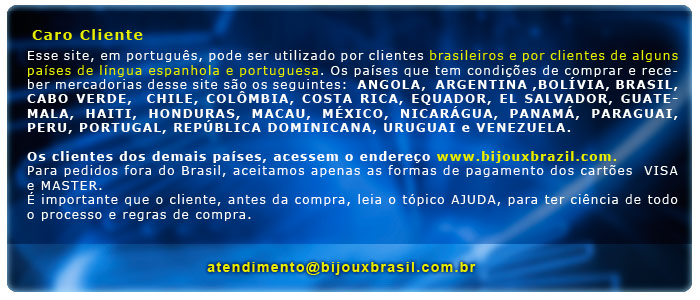 Caro Cliente
Esse site, em português, pode ser utilizado por clientes brasileiros e por clientes de alguns
países de língua espanhola e portuguesa. Os países que tem condições de comprar e rece-
ber mercadorias desse site são os seguintes: ANGOLA, ARGENTINA ,BOLÍVIA, BRASIL,
CABO VERDE, CHILE, COLÔMBIA, COSTA RICA, EQUADOR, EL SALVADOR, GUATE-
MALA, HAITI, HONDURAS, MACAU, MÉXICO, NICARÁGUA, PANAMÁ, PARAGUAI,
PERU, PORTUGAL, REPÚBLICA DOMINICANA, URUGUAI e VENEZUELA.
Os clientes dos demais países, acessem o endereço www.bijouxbrazil.com.
Para pedidos fora do Brasil, aceitamos apenas as formas de pagamento dos cartões VISA
e MASTER.
É importante que o cliente, antes da compra, leia o tópico AJUDA, para ter ciência de todo
o processo e regras de compra.
atendimento@bijouxbrasil.com.br